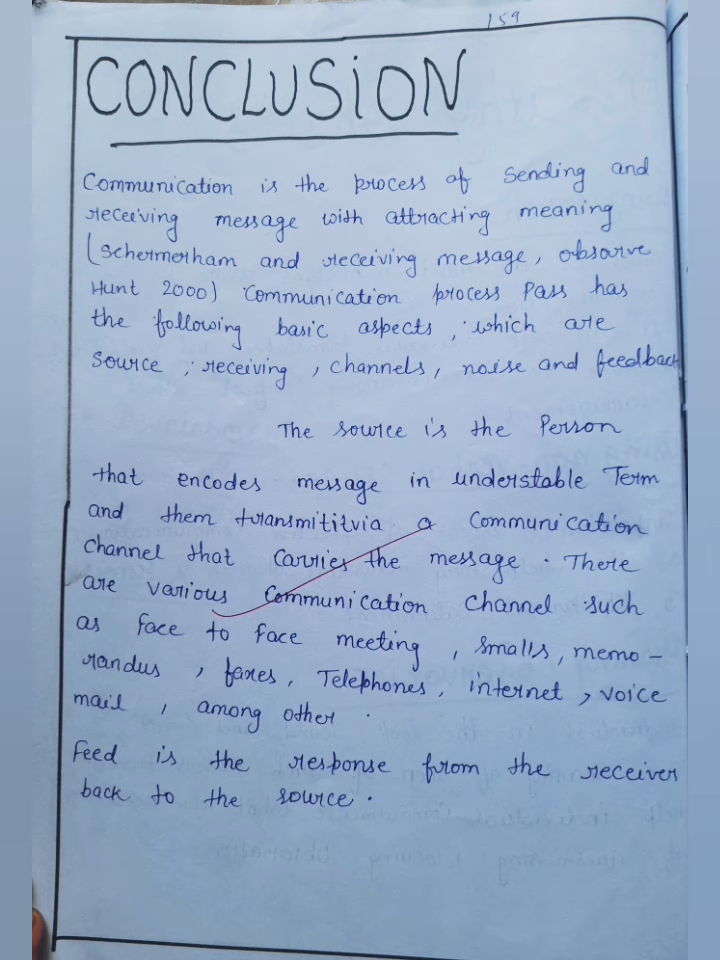 159
CONCLUSION
Communication is the process of sending and
receeiving message with attracting meaning
(schermerham and receiving message, obsorve
Hunt 2000) Communication process Pass has
the following basic aspects, which are
source, receiving, channels, noise and feedback
The source is the Person
that encodes message in understable Term
and them transmititvia a communication
channel that carries the message. There
are various communication channel such
as face to face meeting, smalls, memo-
randus, faxes, Telephones, internet, voice
mail, among other.
Feed is the response from the receiver
back to the source.